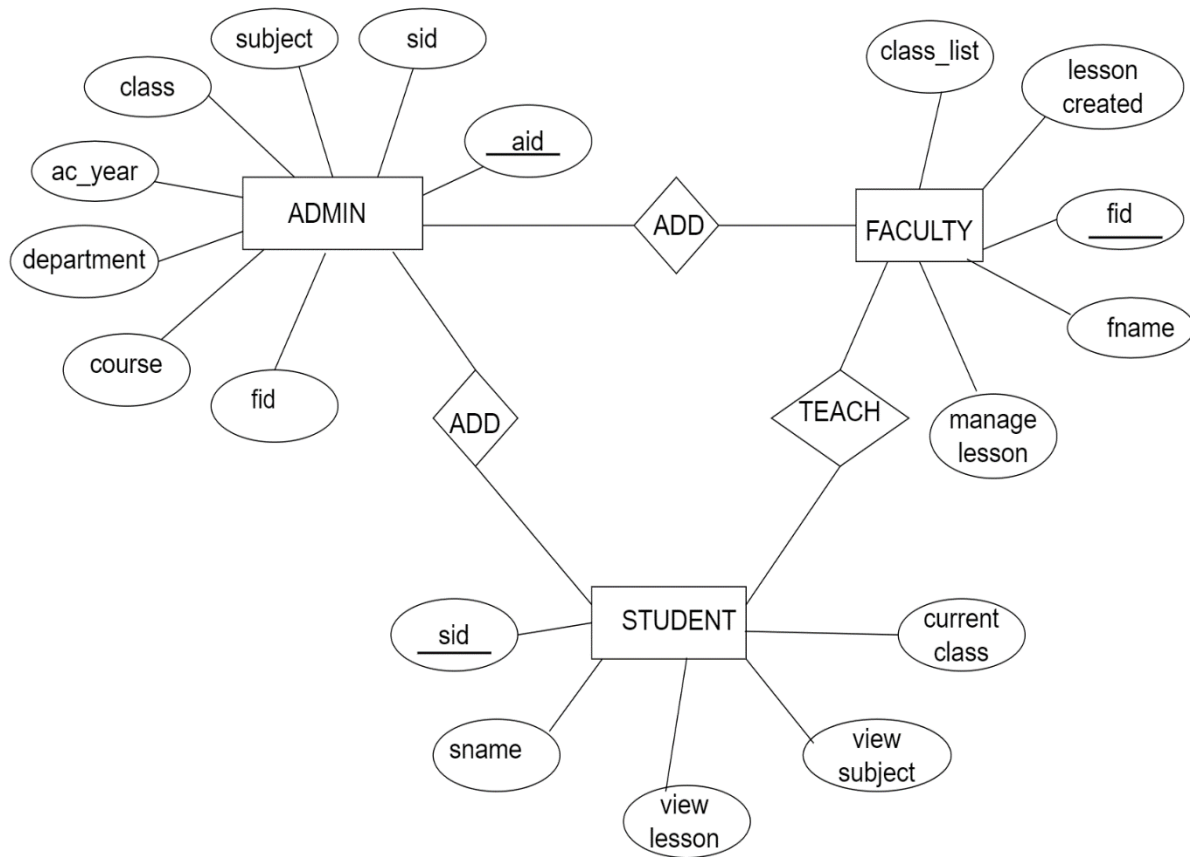 subject
sid
class
class_list
lesson
created
aid
ac_year
ADMIN
ADD
FACULTY
fid
department
fname
course
fid
ADD
TEACH
manage
lesson
STUDENT
sid
current
class
sname
view
subject
view
lesson